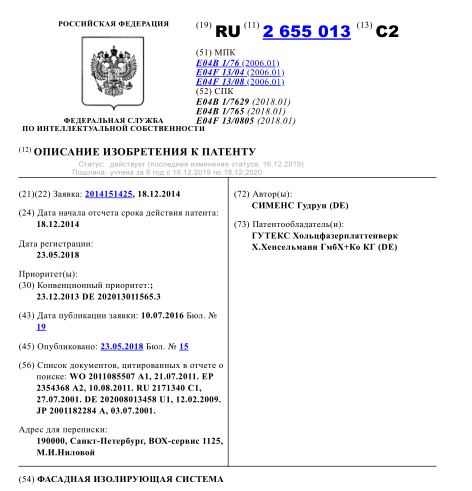 РОССИЙСКАЯ ФЕДЕРАЦИЯ
ФЕДЕРАЛЬНАЯ СЛУЖБА
ПО ИНТЕЛЛЕКТУАЛЬНОЙ СОБСТВЕННОСТИ
(19) RU (11) 2 655 013 (13) C2
(51) МПК
E04B 1/76 (2006.01)
E04F 13/04 (2006.01)
E04F 13/08 (2006.01)
(52) СПК
E04B 1/7629 (2018.01)
E04B 1/765 (2018.01)
E04F 13/0805 (2018.01)
(12) ОПИСАНИЕ ИЗОБРЕТЕНИЯ К ПАТЕНТУ
Статус: действует (последнее изменение статуса: 18.12.2019)
Пошлина: учтена за 6 год с 19.12.2019 по 18.12.2020
(21)(22) Заявка: 2014151425, 18.12.2014
(24) Дата начала отсчета срока действия патента:
18.12.2014
Дата регистрации:
23.05.2018
Приоритет(ы):
(30) Конвенционный приоритет:;
23.12.2013 DE 202013011565.3
(43) Дата публикации заявки: 10.07.2016 Бюл. №
19
(45) Опубликовано: 23.05.2018 Бюл. № 15
(56) Список документов, цитированных в отчете о
поиске: WO 2011085507 A1, 21.07.2011. EP
2354368 A2, 10.08.2011. RU 2171340 C1,
27.07.2001. DE 202008013458 U1, 12.02.2009.
JP 2001182284 A, 03.07.2001.
Адрес для переписки:
190000, Санкт-Петербург, BOX-сервис 1125,
М.И.Ниловой
(72) Автор(ы):
СИМЕНС Гудрун (DE)
(73) Патентообладатель(и):
ГУТЕКС Хольцфазерплаттенверк
Х.Хенсельманн ГмбХ+Ко КГ (DE)
(54) ФАСАДНАЯ ИЗОЛИРУЮЩАЯ СИСТЕМА